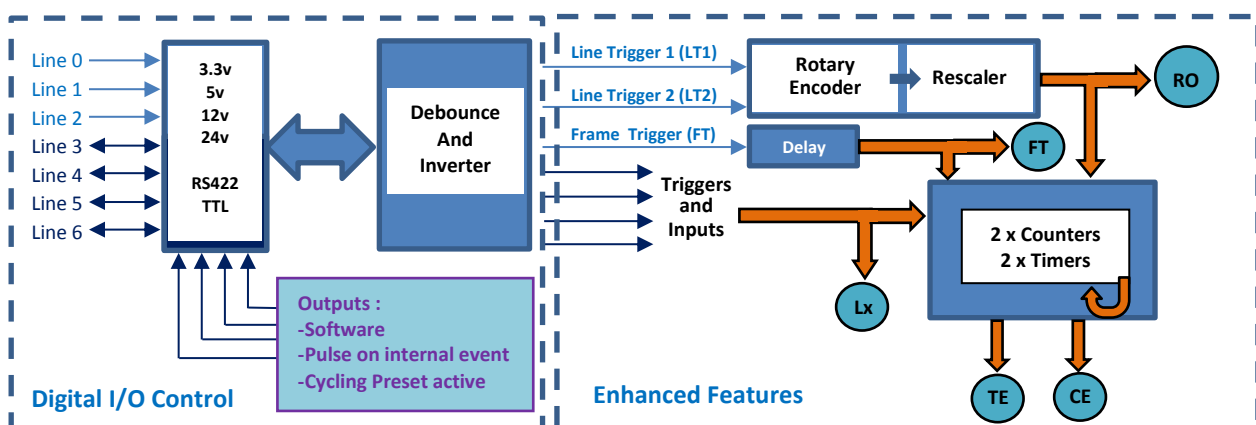 Line 0
Line 1
Line 2
Line 3
Line 4
Line 5
Line 6
3.3v
5v
12v
24v
RS422
TTL
Debounce
And
Inverter
Outputs :
-Software
-Pulse on internal event
-Cycling Preset active
Digital I/O Control
Line Trigger 1 (LT1)
Line Trigger 2 (LT2)
Frame Trigger (FT)
Triggers
and
Inputs
Rotary
Encoder
Rescaler
Delay
RO
FT
Lx
2 x Counters
2 x Timers
TE
CE
Enhanced Features